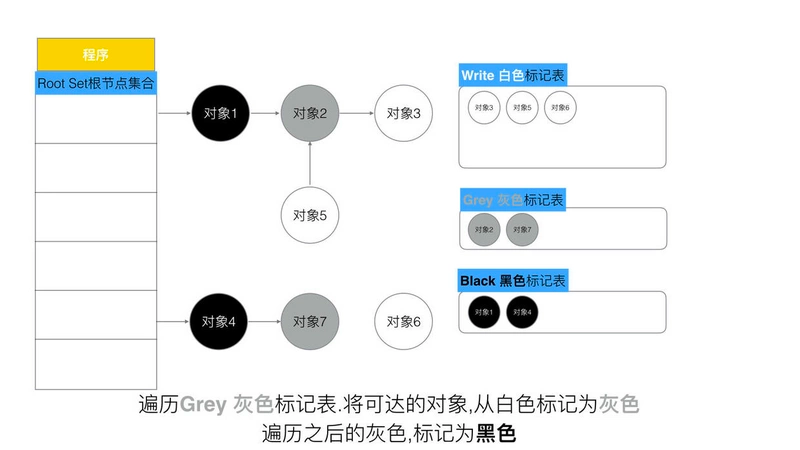 程序
Root Set根节点集合
对象1
对象2
对象3
对象5
对象4
对象7
对象6
Write 白色标记表
对象3 对象5 对象6
Grey 灰色标记表
对象2 对象7
Black 黑色标记表
对象1 对象4
遍历Grey 灰色标记表.将可达的对象,从白色标记为灰色
遍历之后的灰色,标记为黑色